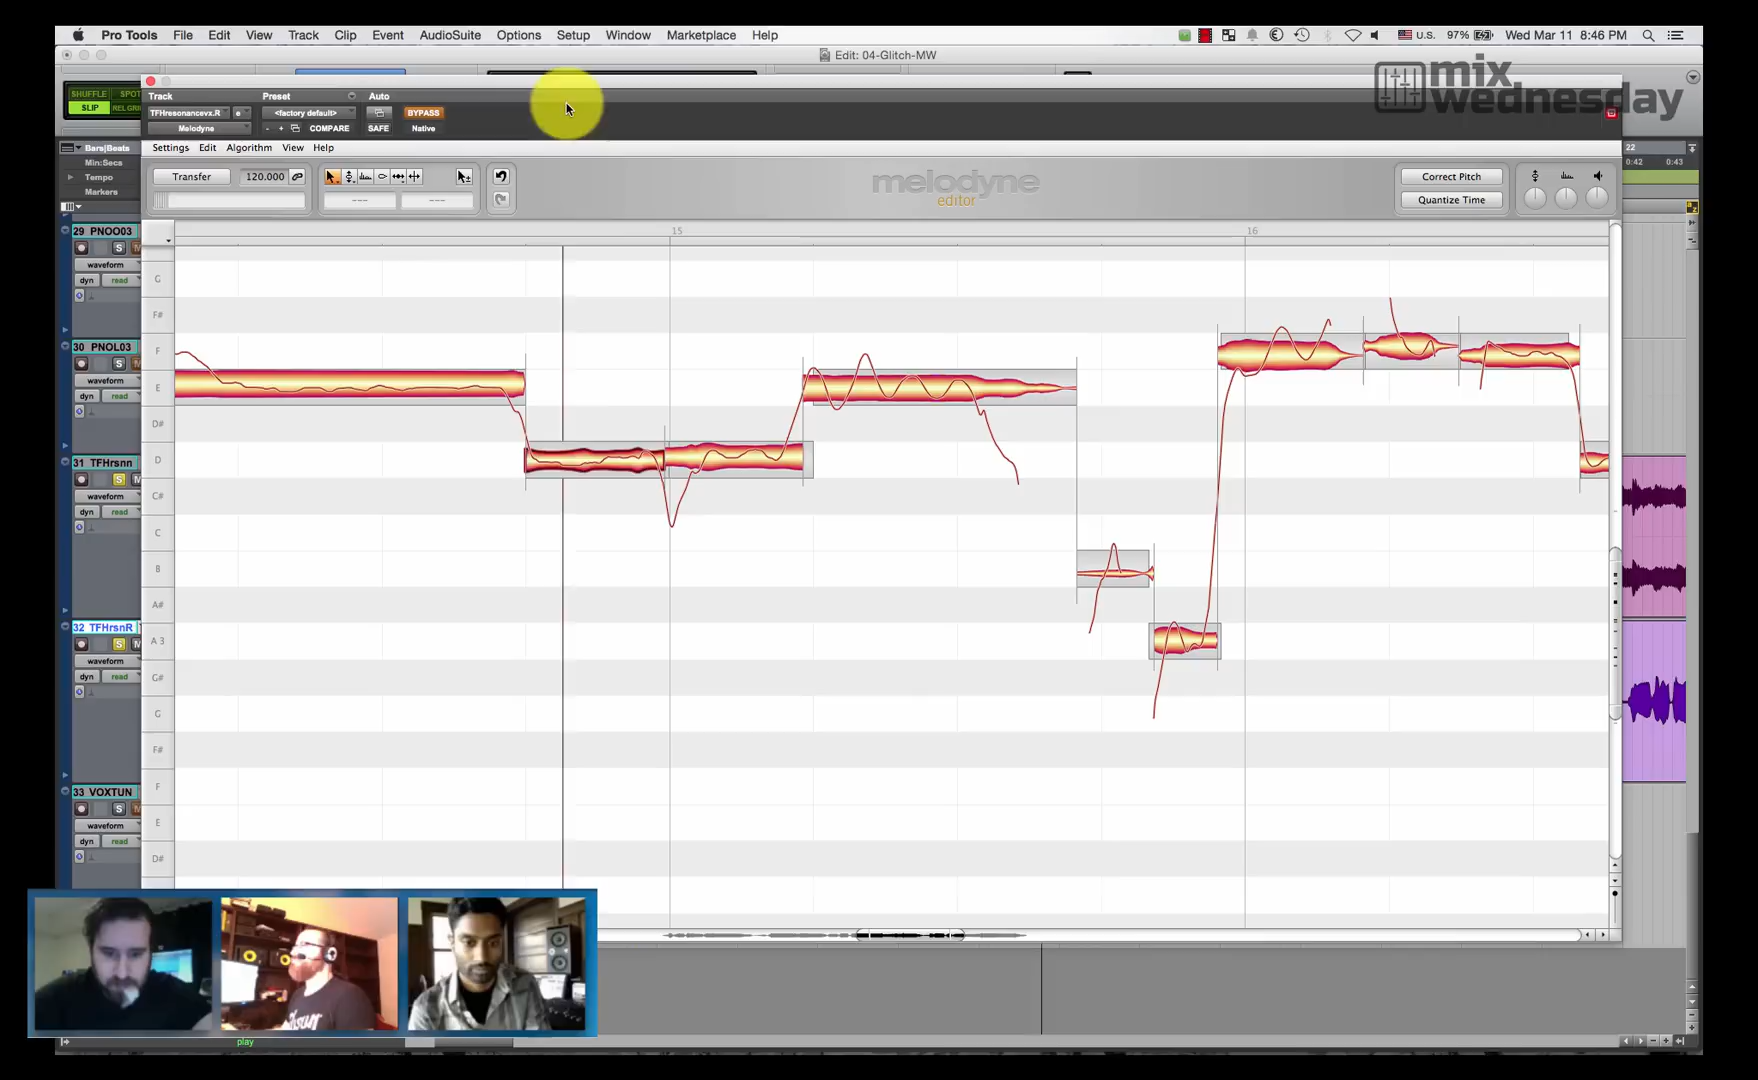 Pro Tools File Edit View Track Clip Event AudioSuite Options Setup Window Marketplace Help
U.S. 97% Wed Mar 11 8:46 PM
Edit: 04-Glitch-MW
mix wednesday
SHUFFLE SPOT
SLIP RELGRI
Track Preset Auto
TFHresonancevx.R e <factory default> BYPASS
Melodyne - + COMPARE SAFE Native
Settings Edit Algorithm View Help
Transfer 120.000
--- ---
melodyne
editor
Correct Pitch
Quantize Time
Bars|Beats
Min:Secs
Tempo
Markers
22
0:42 0:43
15 16
G
F#
F
E
D#
D
C#
C
B
A#
A 3
G#
G
F#
F
E
D#
29 PNOO03
S M
waveform
dyn read
30 PNOL03
S M
waveform
dyn read
31 TFHrsnn
S M
waveform
dyn read
32 TFHrsnR
S M
waveform
dyn read
33 VOXTUN
S M
waveform
dyn read
play